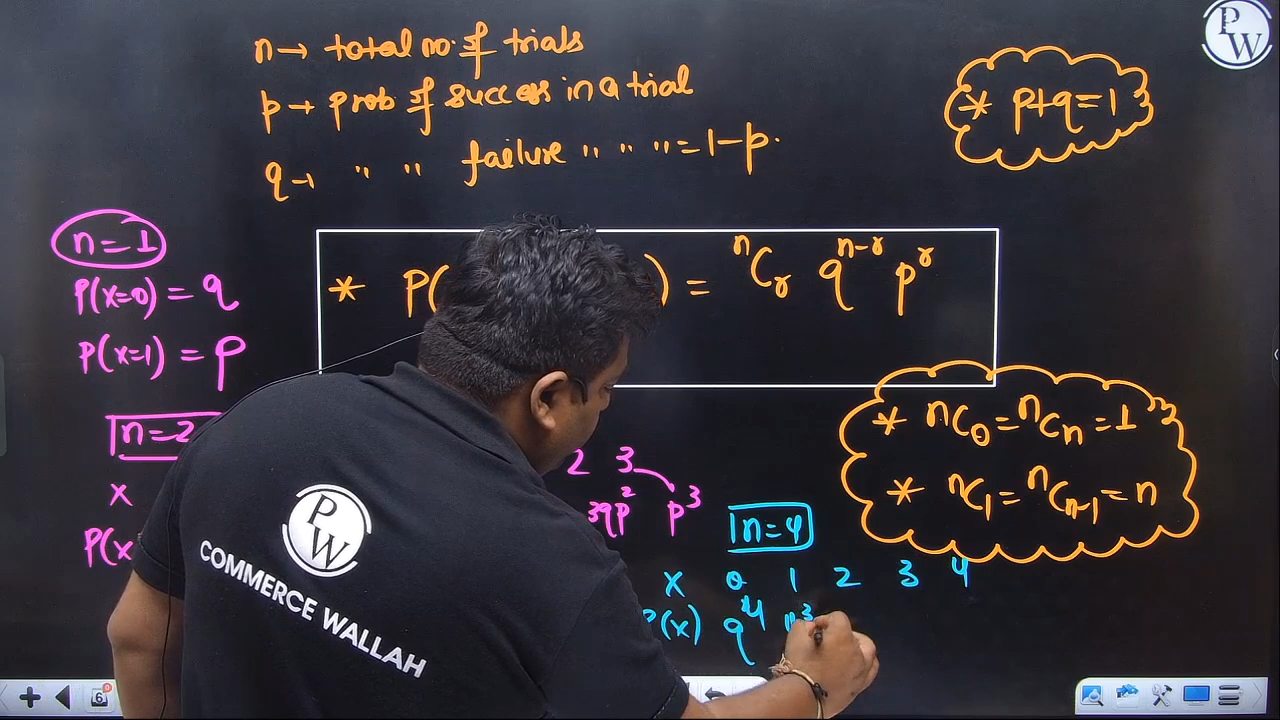 n→ total no. of trials
p→ prob of success in a trial
q→ " " failure " " " = 1-p.
* p+q=1
PW
n=1
P(x=0) = q
P(x=1) = p
* P( ) = ⁿCᵣ qⁿ⁻ʳ pʳ
* ⁿC₀ = ⁿCₙ = 1
* ⁿC₁ = ⁿCₙ₋₁ = n
n=2
x
P(x
2 3
3qp² p³
n=4
x 0 1 2 3 4
P(x) q⁴
PW
COMMERCE WALLAH
6